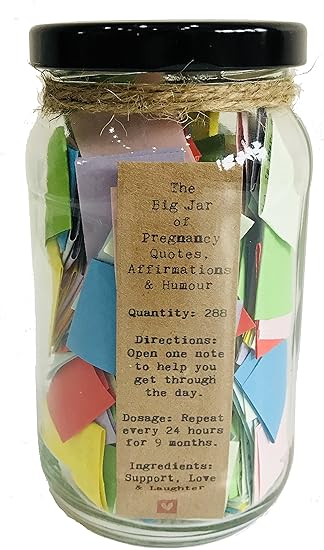 The
Big Jar
of
Pregnancy
Quotes,
Affirmations
& Humour
Quantity: 288
Directions:
Open one note
to help you
get through
the day.
Dosage: Repeat
every 24 hours
for 9 months.
Ingredients:
Support, Love
& Laughter